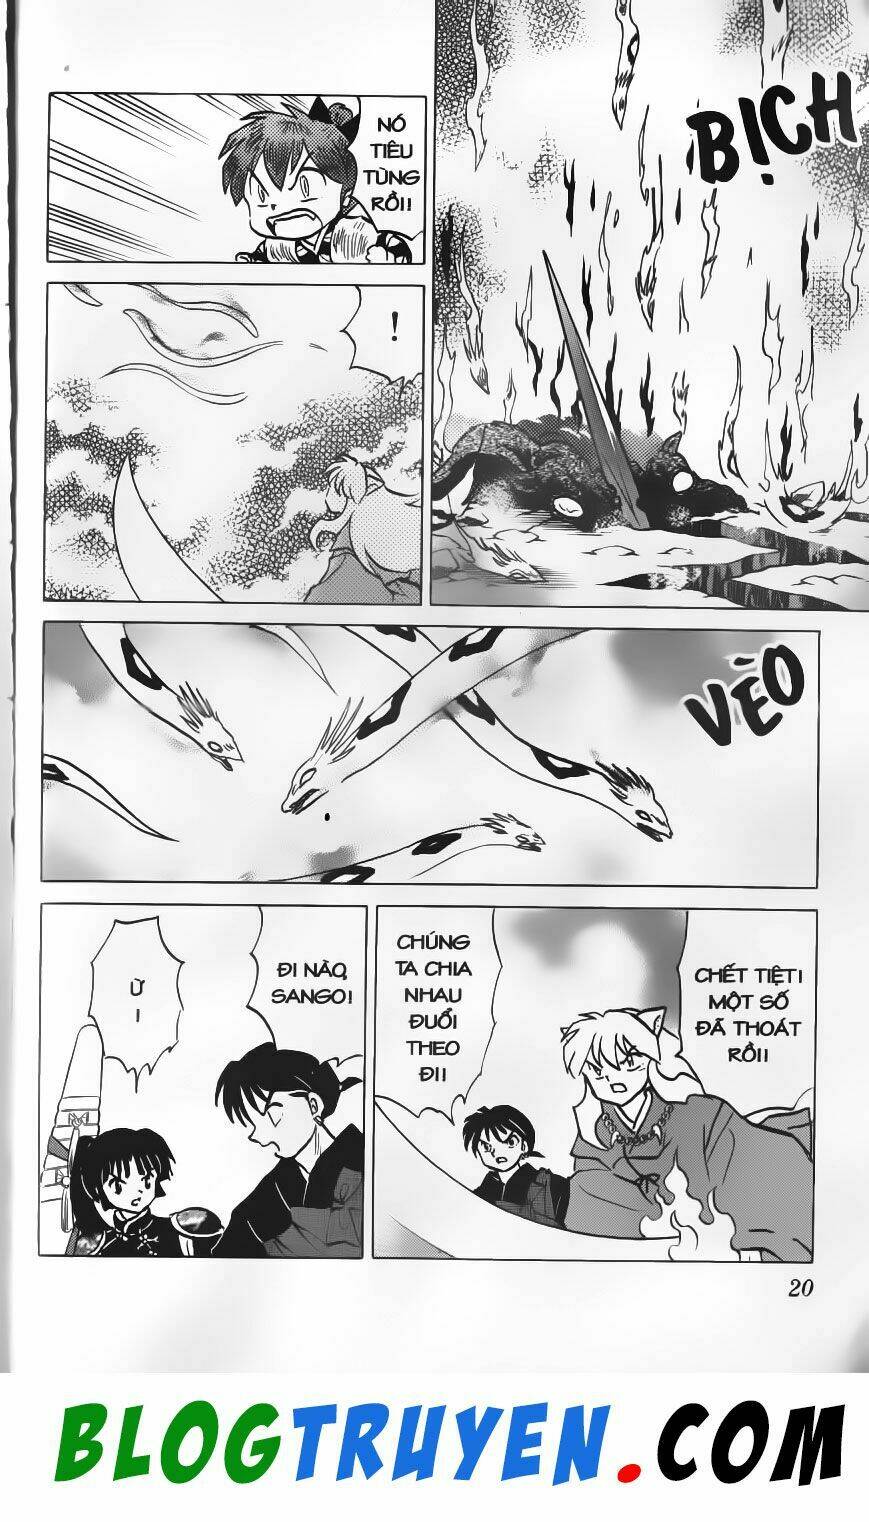 BỊCH
NÓ
TIÊU
TÙNG
RỒI!
!
VÈO
CHẾT TIỆT!
MỘT SỐ
ĐÃ THOÁT
RỒI!
CHÚNG
TA CHIA
NHAU
ĐUỔI
THEO
ĐI!
ĐI NÀO,
SANGO!
Ừ
!
20
BLOGTRUYEN.COM